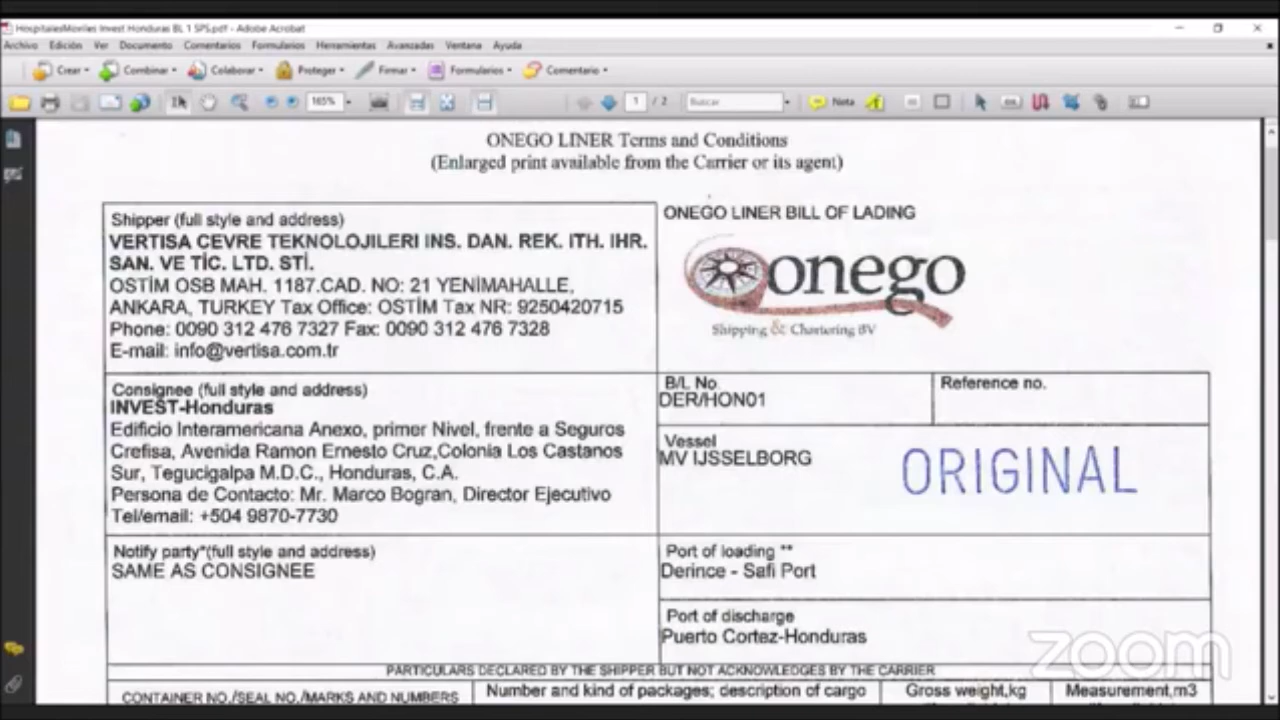 HospitalesMoviles Invest Honduras BL 1 SPS.pdf - Adobe Acrobat
Archivo Edición Ver Documento Comentarios Formularios Herramientas Avanzadas Ventana Ayuda
Crear Combinar Colaborar Proteger Firmar Formularios Comentario
165% 1 / 2 Buscar Nota
ONEGO LINER Terms and Conditions
(Enlarged print available from the Carrier or its agent)
Shipper (full style and address)
VERTISA CEVRE TEKNOLOJILERI INS. DAN. REK. ITH. IHR.
SAN. VE TİC. LTD. STİ.
OSTİM OSB MAH. 1187.CAD. NO: 21 YENİMAHALLE,
ANKARA, TURKEY Tax Office: OSTİM Tax NR: 9250420715
Phone: 0090 312 476 7327 Fax: 0090 312 476 7328
E-mail: info@vertisa.com.tr
ONEGO LINER BILL OF LADING
onego
Shipping & Chartering BV
Consignee (full style and address)
INVEST-Honduras
Edificio Interamericana Anexo, primer Nivel, frente a Seguros
Crefisa, Avenida Ramon Ernesto Cruz,Colonia Los Castanos
Sur, Tegucigalpa M.D.C., Honduras, C.A.
Persona de Contacto: Mr. Marco Bogran, Director Ejecutivo
Tel/email: +504 9870-7730
B/L No.
DER/HON01
Reference no.
Vessel
MV IJSSELBORG
ORIGINAL
Notify party*(full style and address)
SAME AS CONSIGNEE
Port of loading **
Derince - Safi Port
Port of discharge
Puerto Cortez-Honduras
zoom
PARTICULARS DECLARED BY THE SHIPPER BUT NOT ACKNOWLEDGES BY THE CARRIER
CONTAINER NO./SEAL NO./MARKS AND NUMBERS
Number and kind of packages; description of cargo
Gross weight,kg
Measurement,m3